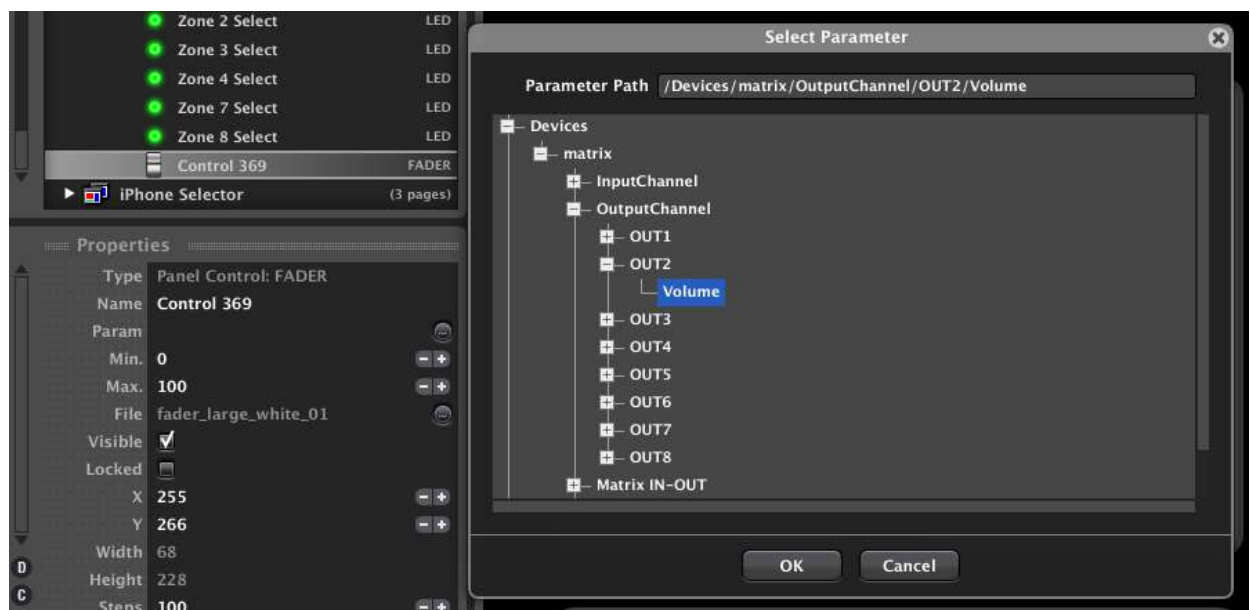 Zone 2 Select LED
Zone 3 Select LED
Zone 4 Select LED
Zone 7 Select LED
Zone 8 Select LED
Control 369 FADER
iPhone Selector (3 pages)
Properties
Type Panel Control: FADER
Name Control 369
Param
Min. 0
Max. 100
File fader_large_white_01
Visible
Locked
X 255
Y 266
Width 68
Height 228
Steps 100
D
C
Select Parameter
Parameter Path /Devices/matrix/OutputChannel/OUT2/Volume
Devices
matrix
InputChannel
OutputChannel
OUT1
OUT2
Volume
OUT3
OUT4
OUT5
OUT6
OUT7
OUT8
Matrix IN-OUT
OK Cancel